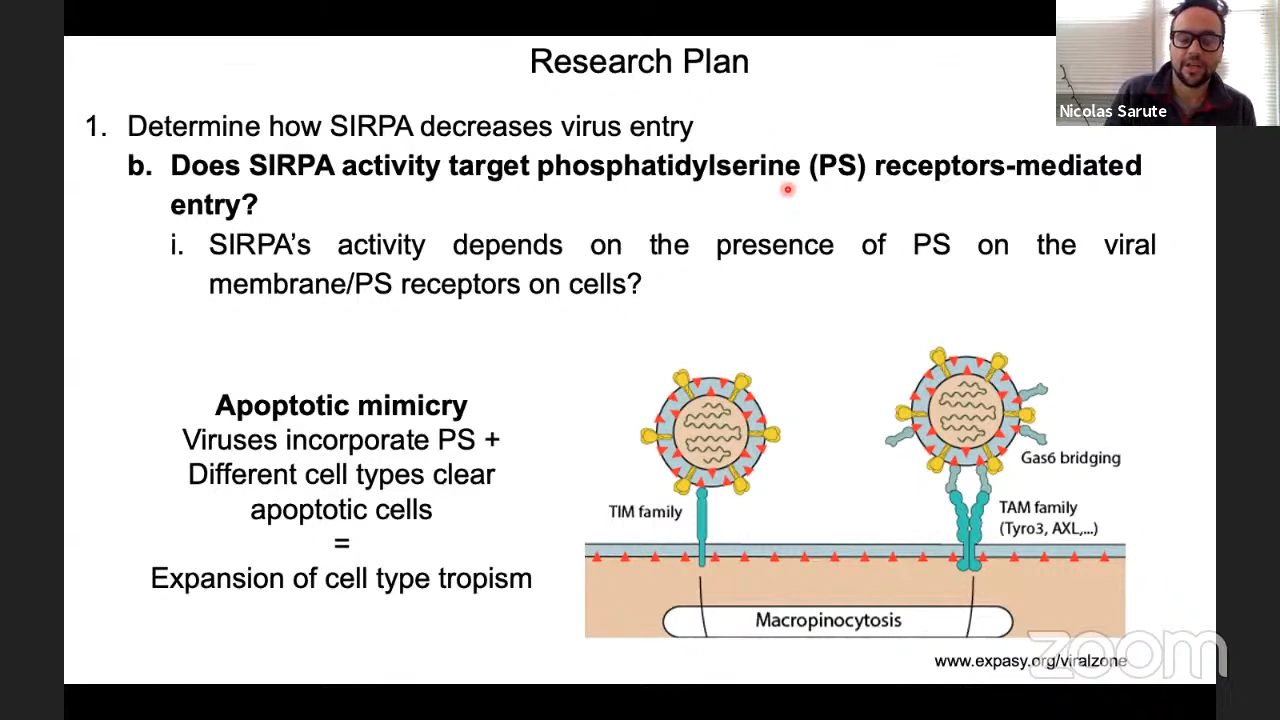 Research Plan
Nicolas Sarute
1. Determine how SIRPA decreases virus entry
b. Does SIRPA activity target phosphatidylserine (PS) receptors-mediated
entry?
i. SIRPA’s activity depends on the presence of PS on the viral
membrane/PS receptors on cells?
Apoptotic mimicry
Viruses incorporate PS +
Different cell types clear
apoptotic cells
=
Expansion of cell type tropism
TIM family
Gas6 bridging
TAM family
(Tyro3, AXL,...)
Macropinocytosis
www.expasy.org/viralzone
zoom